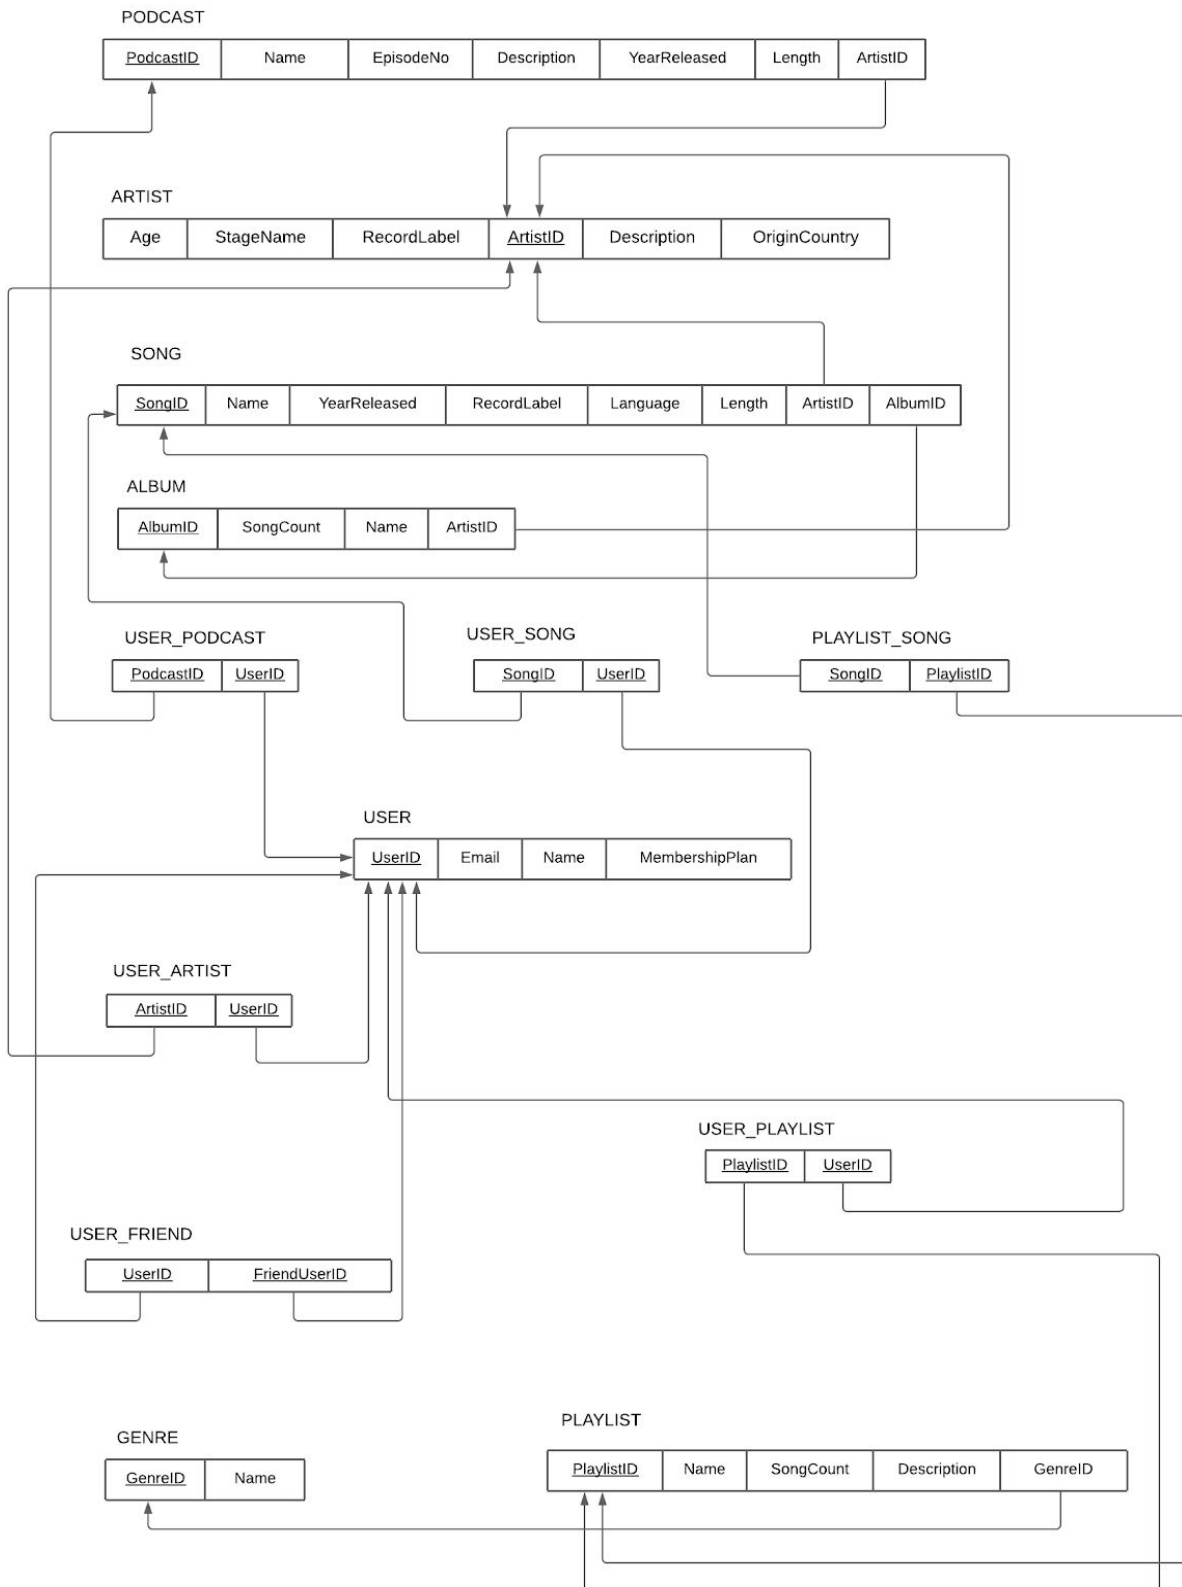 PODCAST
PodcastID Name EpisodeNo Description YearReleased Length ArtistID
ARTIST
Age StageName RecordLabel ArtistID Description OriginCountry
SONG
SongID Name YearReleased RecordLabel Language Length ArtistID AlbumID
ALBUM
AlbumID SongCount Name ArtistID
USER_PODCAST USER_SONG PLAYLIST_SONG
PodcastID UserID SongID UserID SongID PlaylistID
USER
UserID Email Name MembershipPlan
USER_ARTIST
ArtistID UserID
USER_PLAYLIST
PlaylistID UserID
USER_FRIEND
UserID FriendUserID
GENRE PLAYLIST
GenreID Name PlaylistID Name SongCount Description GenreID